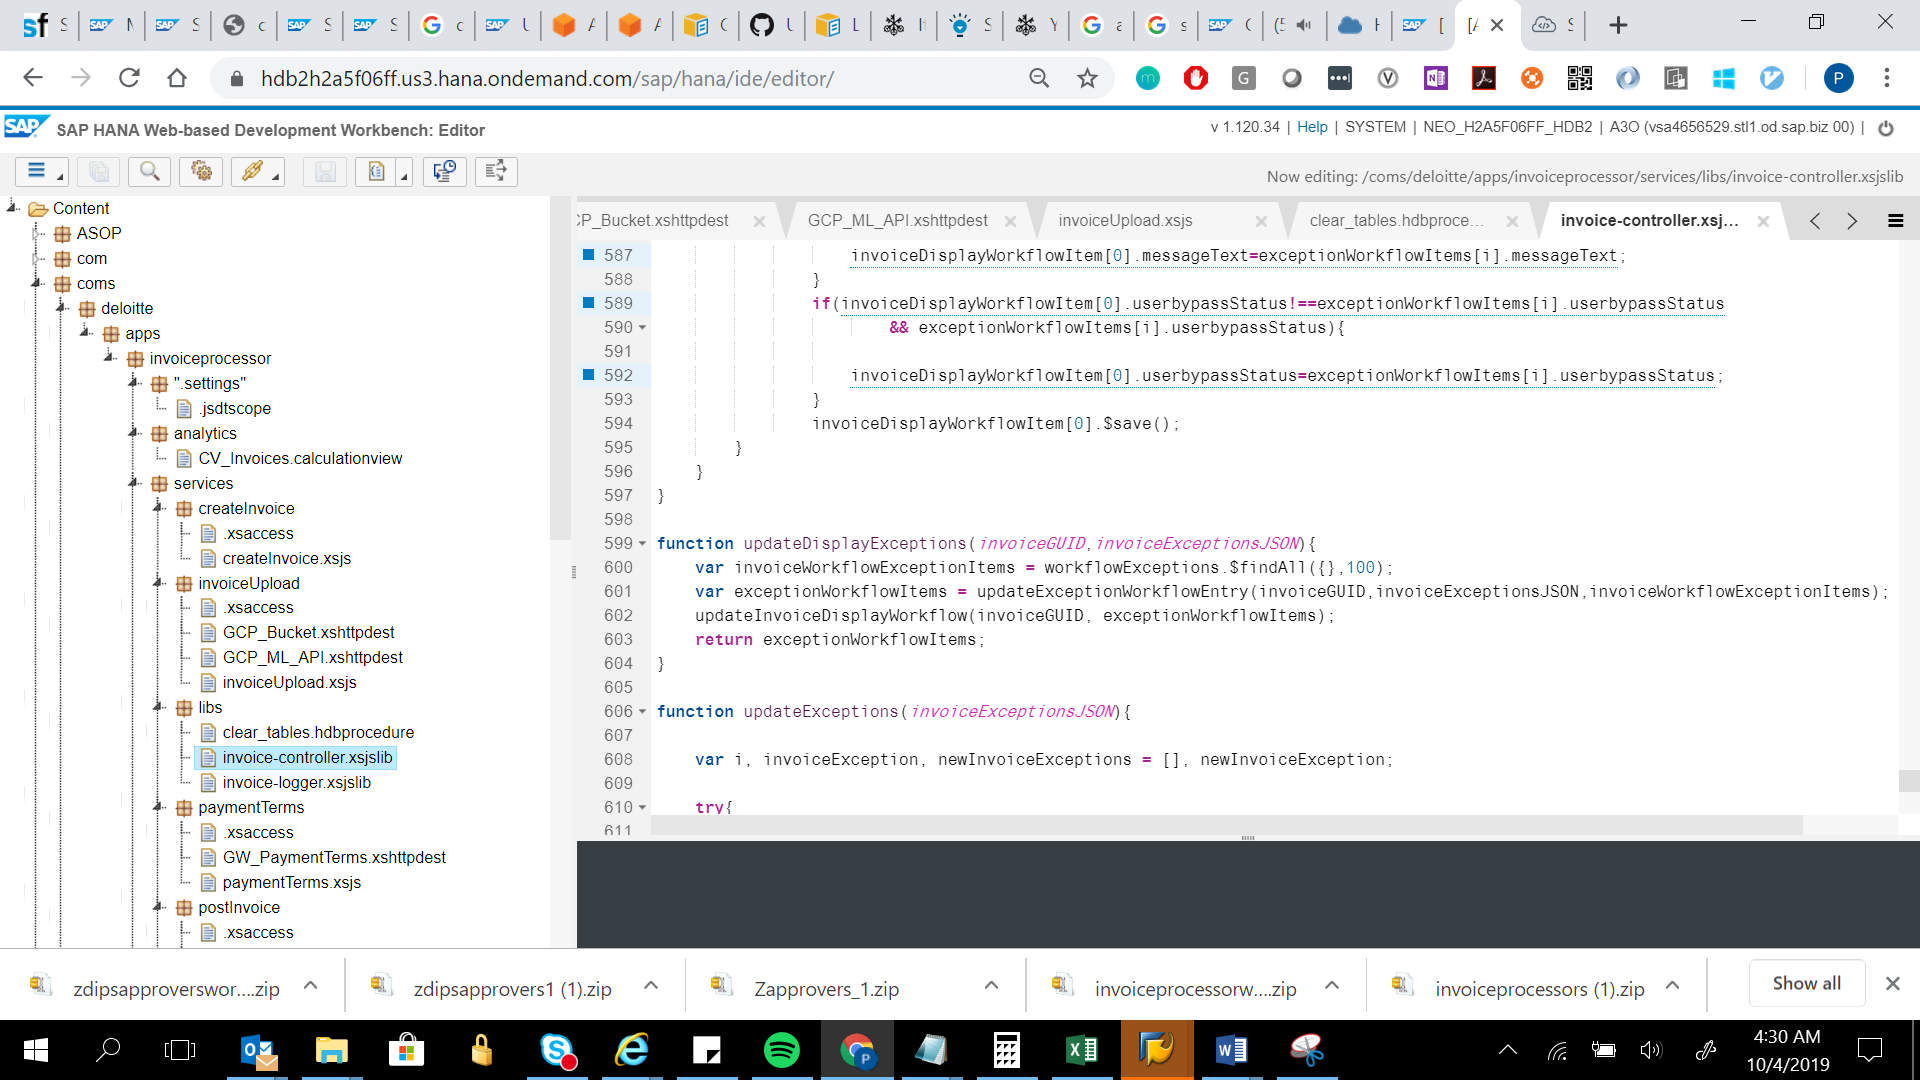 sf S M S c S S c U A A C U L It S Y a s C (5 H [ [A S
hdb2h2a5f06ff.us3.hana.ondemand.com/sap/hana/ide/editor/
m G N V P
SAP SAP HANA Web-based Development Workbench: Editor
v 1.120.34 | Help | SYSTEM | NEO_H2A5F06FF_HDB2 | A3O (vsa4656529.stl1.od.sap.biz 00) |
Now editing: /coms/deloitte/apps/invoiceprocessor/services/libs/invoice-controller.xsjslib
Content
ASOP
com
coms
deloitte
apps
invoiceprocessor
".settings"
.jsdtscope
analytics
CV_Invoices.calculationview
services
createInvoice
.xsaccess
createInvoice.xsjs
invoiceUpload
.xsaccess
GCP_Bucket.xshttpdest
GCP_ML_API.xshttpdest
invoiceUpload.xsjs
libs
clear_tables.hdbprocedure
invoice-controller.xsjslib
invoice-logger.xsjslib
paymentTerms
.xsaccess
GW_PaymentTerms.xshttpdest
paymentTerms.xsjs
postInvoice
.xsaccess
CP_Bucket.xshttpdest GCP_ML_API.xshttpdest invoiceUpload.xsjs clear_tables.hdbproce... invoice-controller.xsj...
587 invoiceDisplayWorkflowItem[0].messageText=exceptionWorkflowItems[i].messageText;
588 }
589 if(invoiceDisplayWorkflowItem[0].userbypassStatus!==exceptionWorkflowItems[i].userbypassStatus
590 && exceptionWorkflowItems[i].userbypassStatus){
591
592 invoiceDisplayWorkflowItem[0].userbypassStatus=exceptionWorkflowItems[i].userbypassStatus;
593 }
594 invoiceDisplayWorkflowItem[0].$save();
595 }
596 }
597 }
598
599 function updateDisplayExceptions(invoiceGUID,invoiceExceptionsJSON){
600 var invoiceWorkflowExceptionItems = workflowExceptions.$findAll({},100);
601 var exceptionWorkflowItems = updateExceptionWorkflowEntry(invoiceGUID,invoiceExceptionsJSON,invoiceWorkflowExceptionItems);
602 updateInvoiceDisplayWorkflow(invoiceGUID, exceptionWorkflowItems);
603 return exceptionWorkflowItems;
604 }
605
606 function updateExceptions(invoiceExceptionsJSON){
607
608 var i, invoiceException, newInvoiceExceptions = [], newInvoiceException;
609
610 try{
611
zdipsapproverswor....zip zdipsapprovers1 (1).zip Zapprovers_1.zip invoiceprocessorw....zip invoiceprocessors (1).zip Show all
4:30 AM
10/4/2019